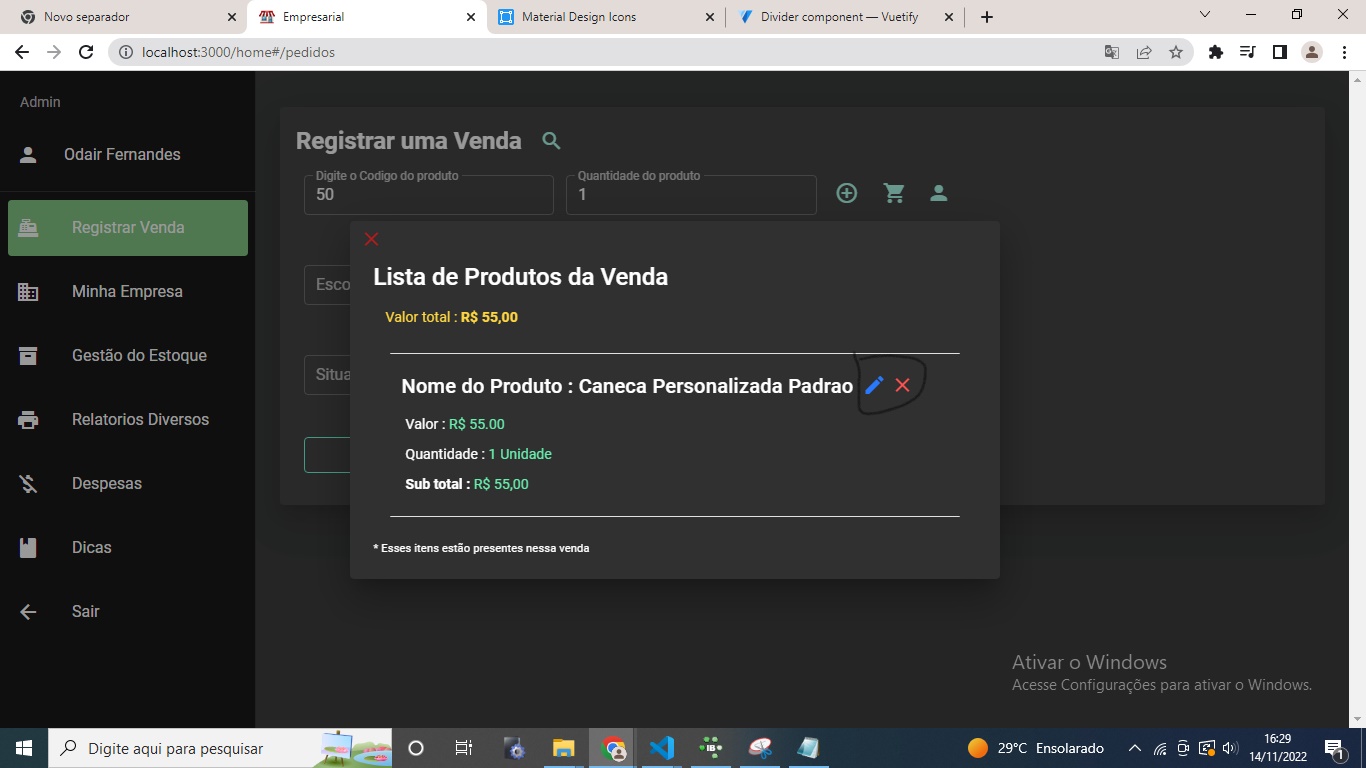 Novo separador
Empresarial
Material Design Icons
Divider component — Vuetify
localhost:3000/home#/pedidos
Admin
Odair Fernandes
Registrar Venda
Minha Empresa
Gestão do Estoque
Relatorios Diversos
Despesas
Dicas
Sair
Registrar uma Venda
Digite o Codigo do produto
50
Quantidade do produto
1
Esco
Situa
Lista de Produtos da Venda
Valor total : R$ 55,00
Nome do Produto : Caneca Personalizada Padrao
Valor : R$ 55.00
Quantidade : 1 Unidade
Sub total : R$ 55,00
* Esses itens estão presentes nessa venda
Ativar o Windows
Acesse Configurações para ativar o Windows.
Digite aqui para pesquisar
29°C Ensolarado
16:29
14/11/2022
1